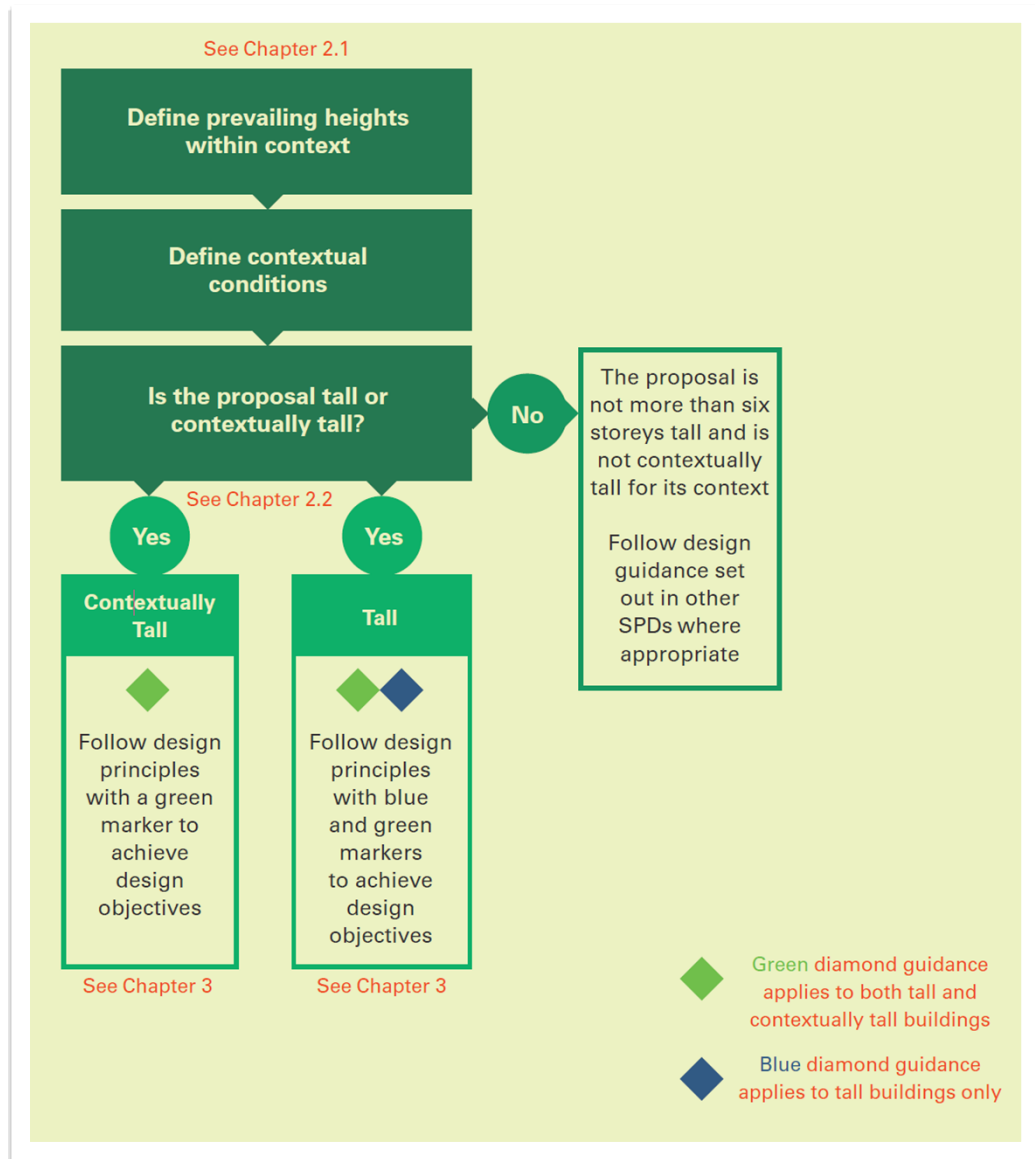 See Chapter 2.1
Define prevailing heights
within context
Define contextual
conditions
Is the proposal tall or
contextually tall?
No
The proposal is
not more than six
storeys tall and is
not contextually
tall for its context
Follow design
guidance set
out in other
SPDs where
appropriate
See Chapter 2.2
Yes
Contextually
Tall
Follow design
principles
with a green
marker to
achieve
design
objectives
See Chapter 3
Yes
Tall
Follow design
principles
with blue
and green
markers
to achieve
design
objectives
See Chapter 3
Green diamond guidance
applies to both tall and
contextually tall buildings
Blue diamond guidance
applies to tall buildings only